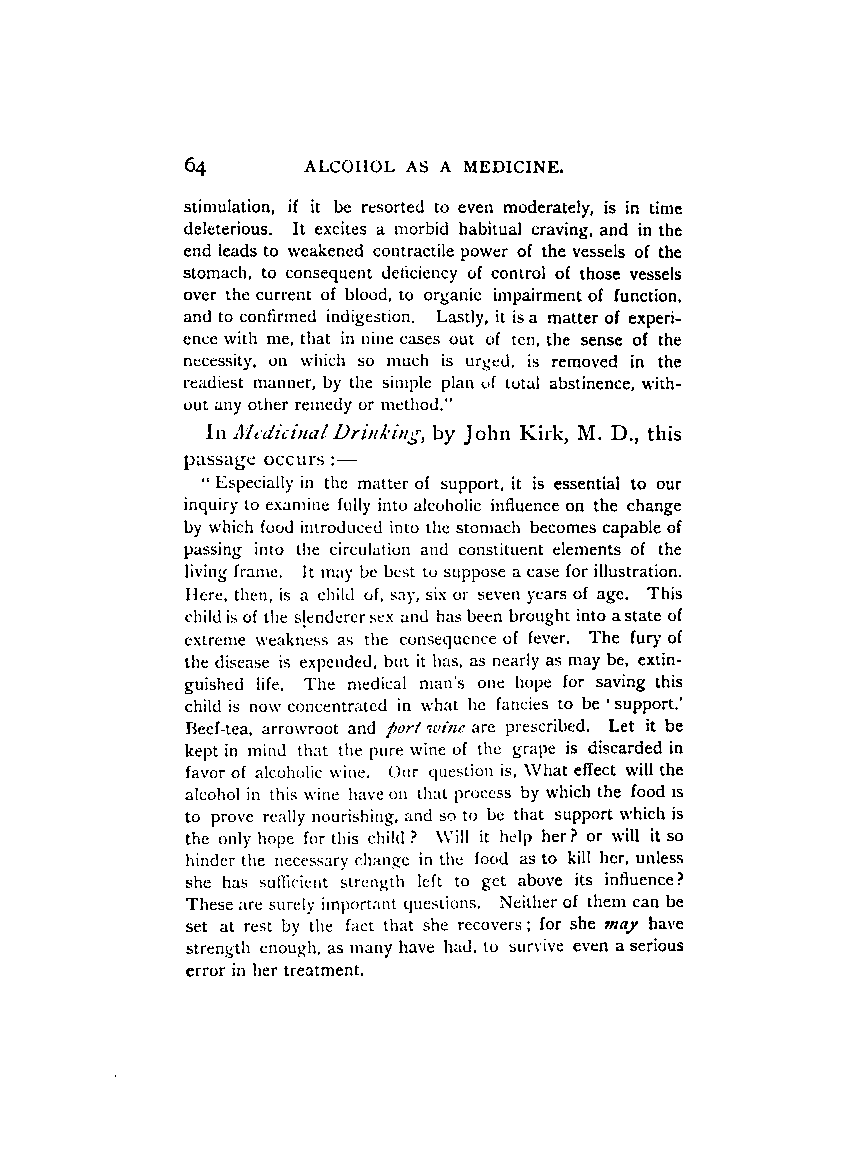 64 ALCOHOL AS A MEDICINE.
stimulation, if it be resorted to even moderately, is in time
deleterious. It excites a morbid habitual craving, and in the
end leads to weakened contractile power of the vessels of the
stomach, to consequent deficiency of control of those vessels
over the current of blood, to organic impairment of function,
and to confirmed indigestion. Lastly, it is a matter of experi-
ence with me, that in nine cases out of ten, the sense of the
necessity, on which so much is urged, is removed in the
readiest manner, by the simple plan of total abstinence, with-
out any other remedy or method."
In Medicinal Drinking, by John Kirk, M. D., this
passage occurs :—
" Especially in the matter of support, it is essential to our
inquiry to examine fully into alcoholic influence on the change
by which food introduced into the stomach becomes capable of
passing into the circulation and constituent elements of the
living frame. It may be best to suppose a case for illustration.
Here, then, is a child of, say, six or seven years of age. This
child is of the slenderer sex and has been brought into a state of
extreme weakness as the consequence of fever. The fury of
the disease is expended, but it has, as nearly as may be, extin-
guished life. The medical man's one hope for saving this
child is now concentrated in what he fancies to be ' support.'
Beef-tea, arrowroot and port wine are prescribed. Let it be
kept in mind that the pure wine of the grape is discarded in
favor of alcoholic wine. Our question is, What effect will the
alcohol in this wine have on that process by which the food is
to prove really nourishing, and so to be that support which is
the only hope for this child ? Will it help her? or will it so
hinder the necessary change in the food as to kill her, unless
she has sufficient strength left to get above its influence?
These are surely important questions. Neither of them can be
set at rest by the fact that she recovers ; for she may have
strength enough, as many have had, to survive even a serious
error in her treatment.